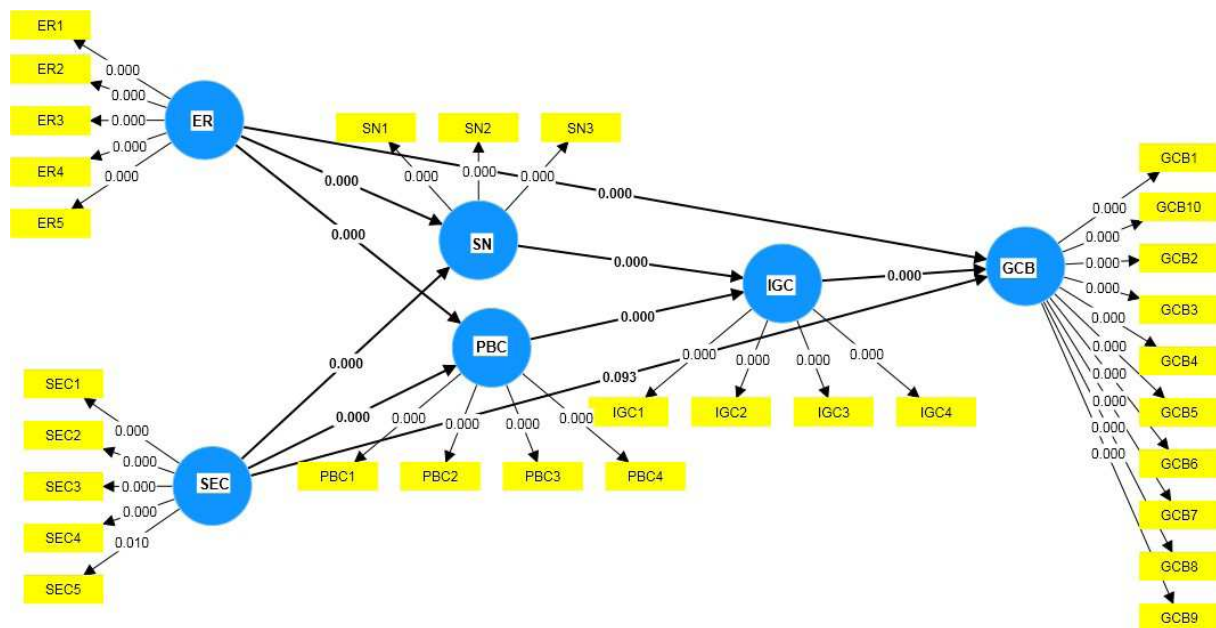 ER1
ER2
ER3
ER4
ER5
0.000
0.000
0.000
0.000
0.000
ER
SN1
SN2
SN3
0.000
0.000
0.000
SN
0.000
0.000
0.000
0.000
0.000
0.000
PBC
0.000
0.000
0.000
0.000
0.000
0.093
PBC1
PBC2
PBC3
PBC4
SEC1
SEC2
SEC3
SEC4
SEC5
0.000
0.000
0.000
0.000
0.010
SEC
IGC
0.000
0.000
0.000
0.000
0.000
IGC1
IGC2
IGC3
IGC4
GCB
0.000
0.000
0.000
0.000
0.000
0.000
0.000
0.000
0.000
0.000
GCB1
GCB10
GCB2
GCB3
GCB4
GCB5
GCB6
GCB7
GCB8
GCB9